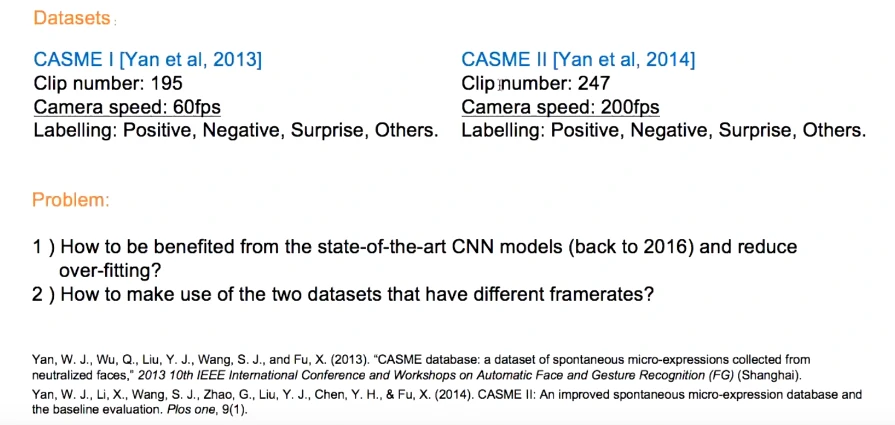 Datasets :
CASME I [Yan et al, 2013]
Clip number: 195
Camera speed: 60fps
Labelling: Positive, Negative, Surprise, Others.
CASME II [Yan et al, 2014]
Clip number: 247
Camera speed: 200fps
Labelling: Positive, Negative, Surprise, Others.
Problem:
1 ) How to be benefited from the state-of-the-art CNN models (back to 2016) and reduce
over-fitting?
2 ) How to make use of the two datasets that have different framerates?
Yan, W. J., Wu, Q., Liu, Y. J., Wang, S. J., and Fu, X. (2013). "CASME database: a dataset of spontaneous micro-expressions collected from
neutralized faces," 2013 10th IEEE International Conference and Workshops on Automatic Face and Gesture Recognition (FG) (Shanghai).
Yan, W. J., Li, X., Wang, S. J., Zhao, G., Liu, Y. J., Chen, Y. H., & Fu, X. (2014). CASME II: An improved spontaneous micro-expression database and
the baseline evaluation. Plos one, 9(1).